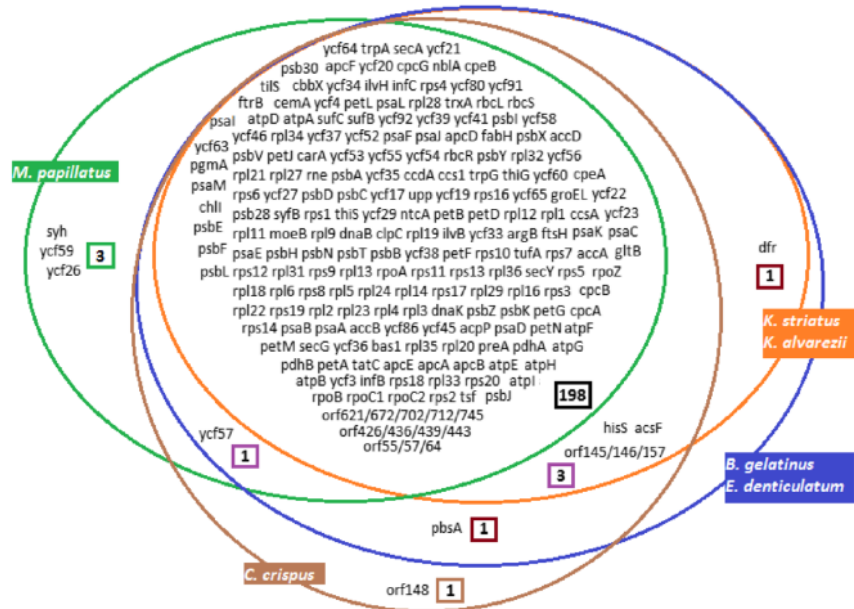 ycf64 trpA secA ycf21
psb30 apcF ycf20 cpcG nblA cpeB
tilS cbbX ycf34 ilvH infC rps4 ycf80 ycf91
ftrB cemA ycf4 petL psaL rpl28 trxA rbcL rbcS
psaI atpD atpA sufC sufB ycf92 ycf39 ycf41 psbI ycf58
ycf63 ycf46 rpl34 ycf37 ycf52 psaF psaJ apcD fabH psbX accD
pgmA psbV petJ carA ycf53 ycf55 ycf54 rbcR psbY rpl32 ycf56
M. papillatus
rpl21 rpl27 rne psbA ycf35 ccdA ccs1 trpG thiG ycf60 cpeA
psaM rps6 ycf27 psbD psbC ycf17 upp ycf19 rps16 ycf65 groEL ycf22
chlI psb28 syfB rps1 thiS ycf29 ntcA petB petD rpl12 rpl1 ccsA ycf23
psbE rpl11 moeB rpl9 dnaB clpC rpl19 ilvB ycf33 argB ftsH psaK psaC
syh
ycf59 3
ycf26
psbF psaE psbH psbN psbT psbB ycf38 petF rps10 tufA rps7 accA gltB
dfr
1
psbL rps12 rpl31 rps9 rpl13 rpoA rps11 rps13 rpl36 secY rps5 rpoZ
rpl18 rpl6 rps8 rpl5 rpl24 rpl14 rps17 rpl29 rpl16 rps3 cpcB
rpl22 rps19 rpl2 rpl23 rpl4 rpl3 dnaK psbZ psbK petG cpcA
K. striatus
K. alvarezii
rps14 psaB psaA accB ycf86 ycf45 acpP psaD petN atpF
petM secG ycf36 bas1 rpl35 rpl20 preA pdhA atpG
pdhB petA tatC apcE apcA apcB atpE atpH
atpB ycf3 infB rps18 rpl33 rps20 atpI
rpoB rpoC1 rpoC2 rps2 tsf psbJ 198
orf621/672/702/712/745
orf426/436/439/443
orf55/57/64
ycf57
1
hisS acsF
orf145/146/157
3
B. gelatinus
E. denticulatum
pbsA 1
C. crispus
orf148 1